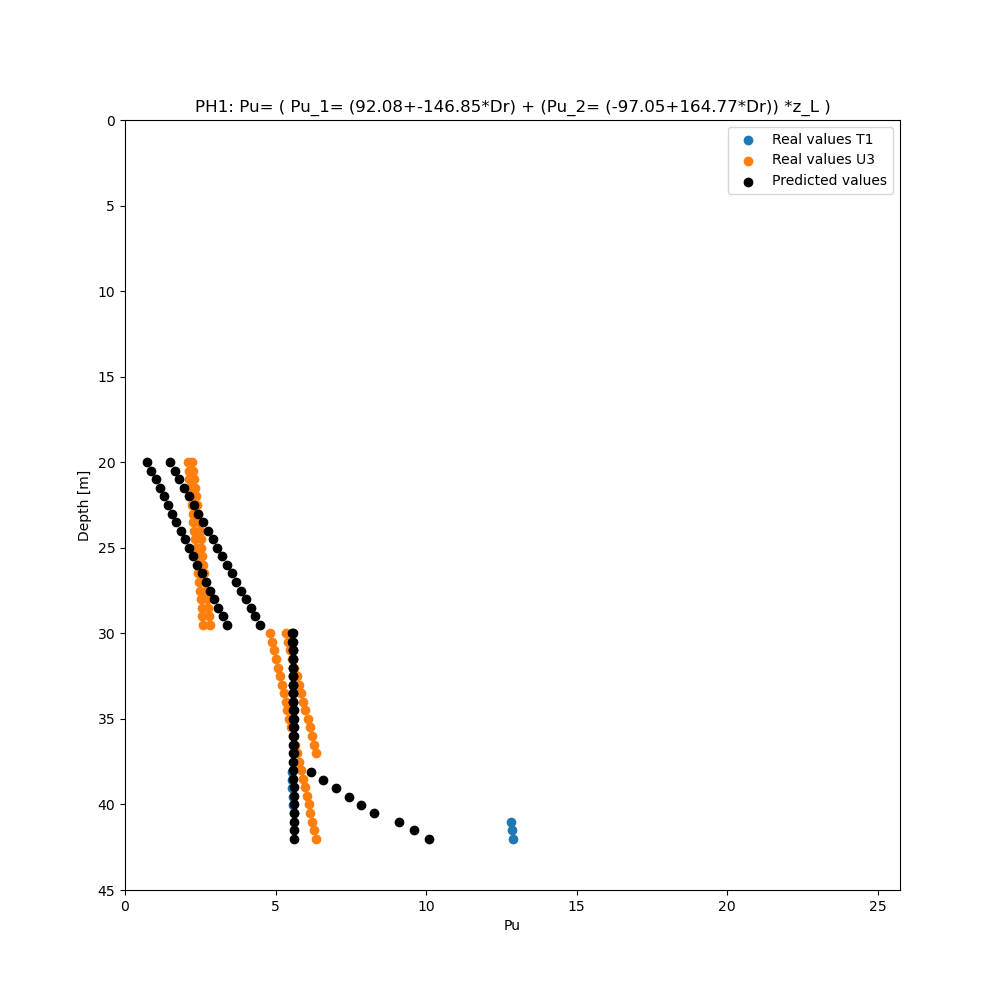 PH1: Pu= ( Pu_1= (92.08+-146.85*Dr) + (Pu_2= (-97.05+164.77*Dr)) *z_L )
Real values T1
Real values U3
Predicted values
0
5
10
15
20
25
30
35
40
45
Depth [m]
0 5 10 15 20 25
Pu